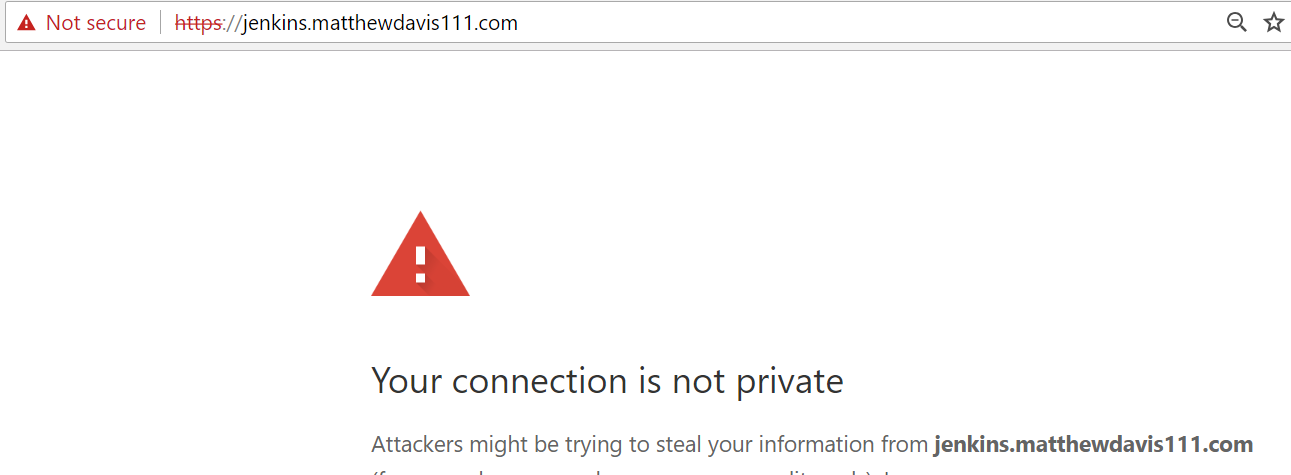 Not secure https://jenkins.matthewdavis111.com
Your connection is not private
Attackers might be trying to steal your information from jenkins.matthewdavis111.com